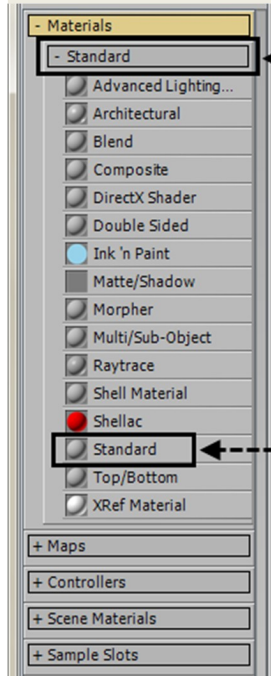 - Materials
- Standard
Advanced Lighting...
Architectural
Blend
Composite
DirectX Shader
Double Sided
Ink 'n Paint
Matte/Shadow
Morpher
Multi/Sub-Object
Raytrace
Shell Material
Shellac
Standard
Top/Bottom
XRef Material
+ Maps
+ Controllers
+ Scene Materials
+ Sample Slots